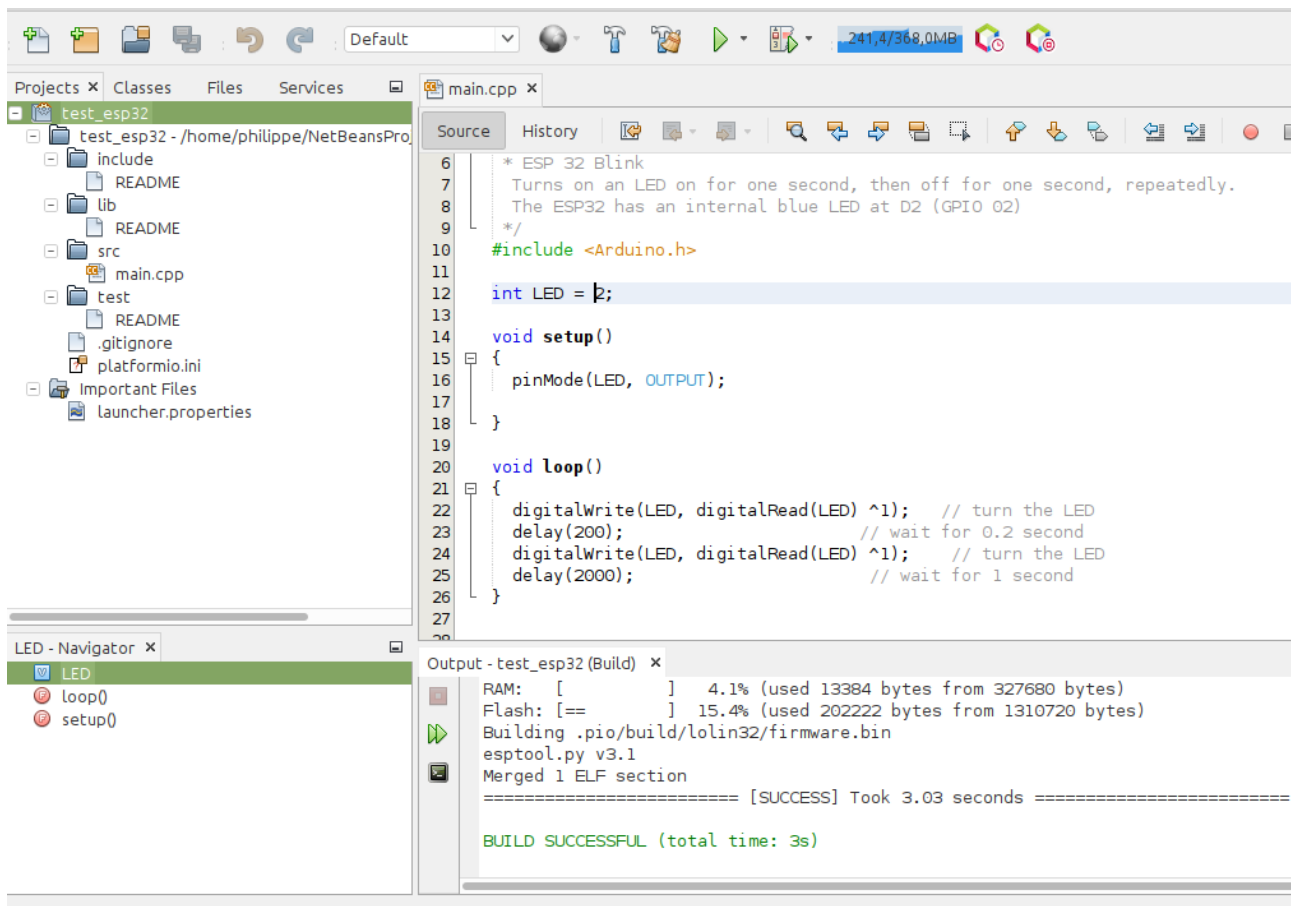 Default
241,4/368,0MB
Projects Classes Files Services
test_esp32
test_esp32 - /home/philippe/NetBeansProj
include
README
lib
README
src
main.cpp
test
README
.gitignore
platformio.ini
Important Files
launcher.properties
LED - Navigator
LED
loop()
setup()
main.cpp
Source History
6 * ESP 32 Blink
7 Turns on an LED on for one second, then off for one second, repeatedly.
8 The ESP32 has an internal blue LED at D2 (GPIO 02)
9 */
10 #include <Arduino.h>
11
12 int LED = 2;
13
14 void setup()
15 {
16 pinMode(LED, OUTPUT);
17
18 }
19
20 void loop()
21 {
22 digitalWrite(LED, digitalRead(LED) ^1); // turn the LED
23 delay(200); // wait for 0.2 second
24 digitalWrite(LED, digitalRead(LED) ^1); // turn the LED
25 delay(2000); // wait for 1 second
26 }
27
28
Output - test_esp32 (Build)
RAM: [ ] 4.1% (used 13384 bytes from 327680 bytes)
Flash: [== ] 15.4% (used 202222 bytes from 1310720 bytes)
Building .pio/build/lolin32/firmware.bin
esptool.py v3.1
Merged 1 ELF section
========================= [SUCCESS] Took 3.03 seconds =========================
BUILD SUCCESSFUL (total time: 3s)